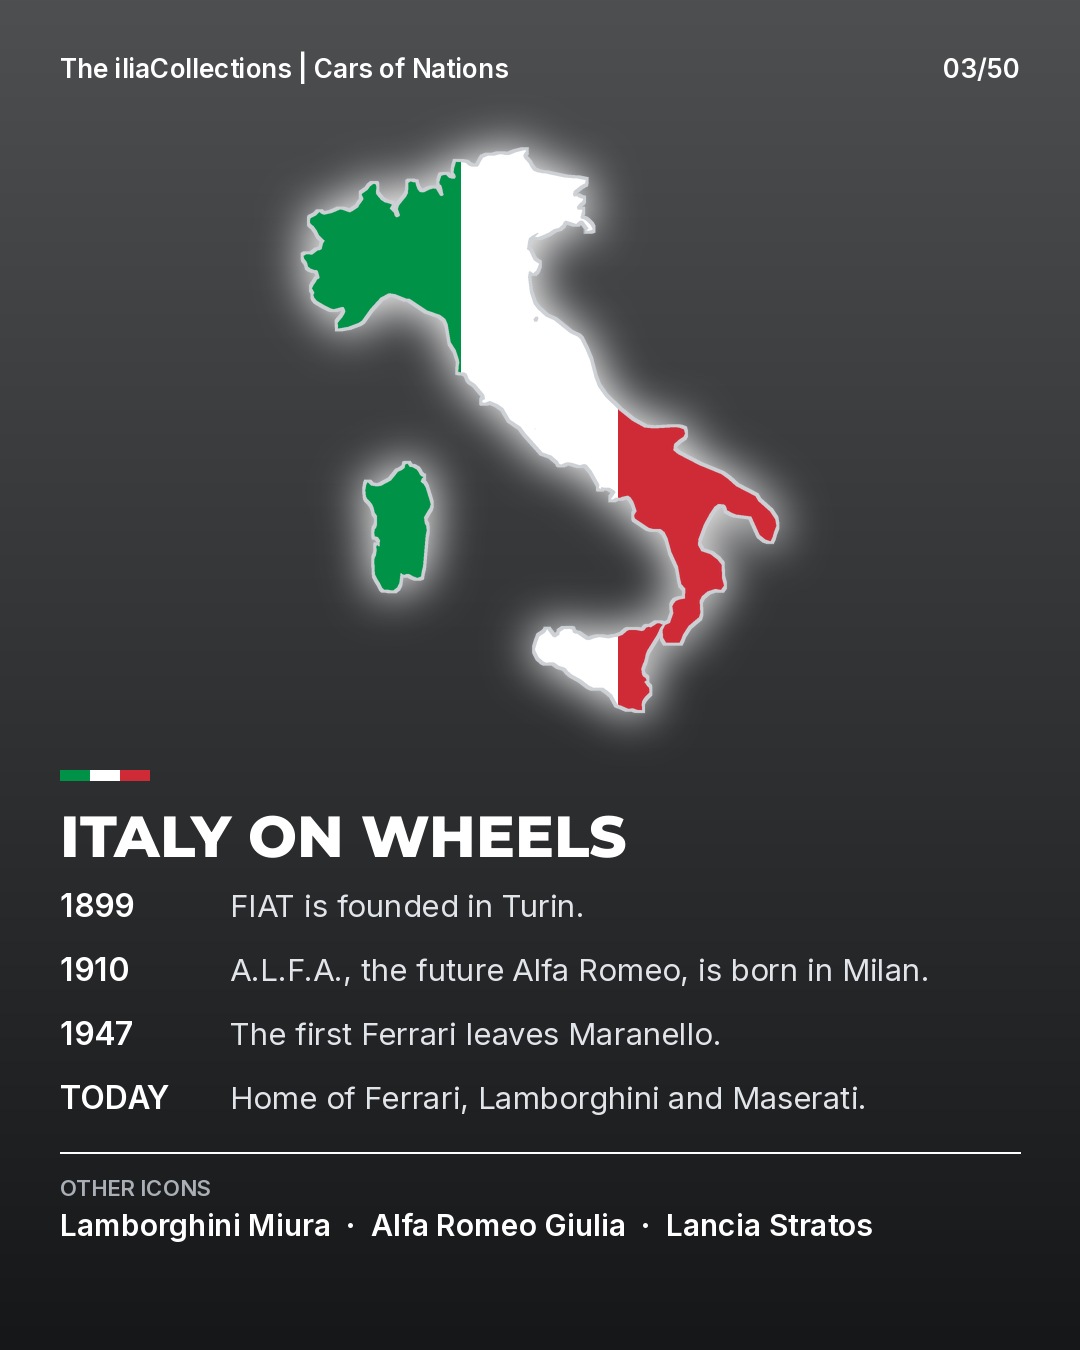 The iliaCollections | Cars of Nations
03/50
ITALY ON WHEELS
1899 FIAT is founded in Turin.
1910 A.L.F.A., the future Alfa Romeo, is born in Milan.
1947 The first Ferrari leaves Maranello.
TODAY Home of Ferrari, Lamborghini and Maserati.
OTHER ICONS
Lamborghini Miura · Alfa Romeo Giulia · Lancia Stratos